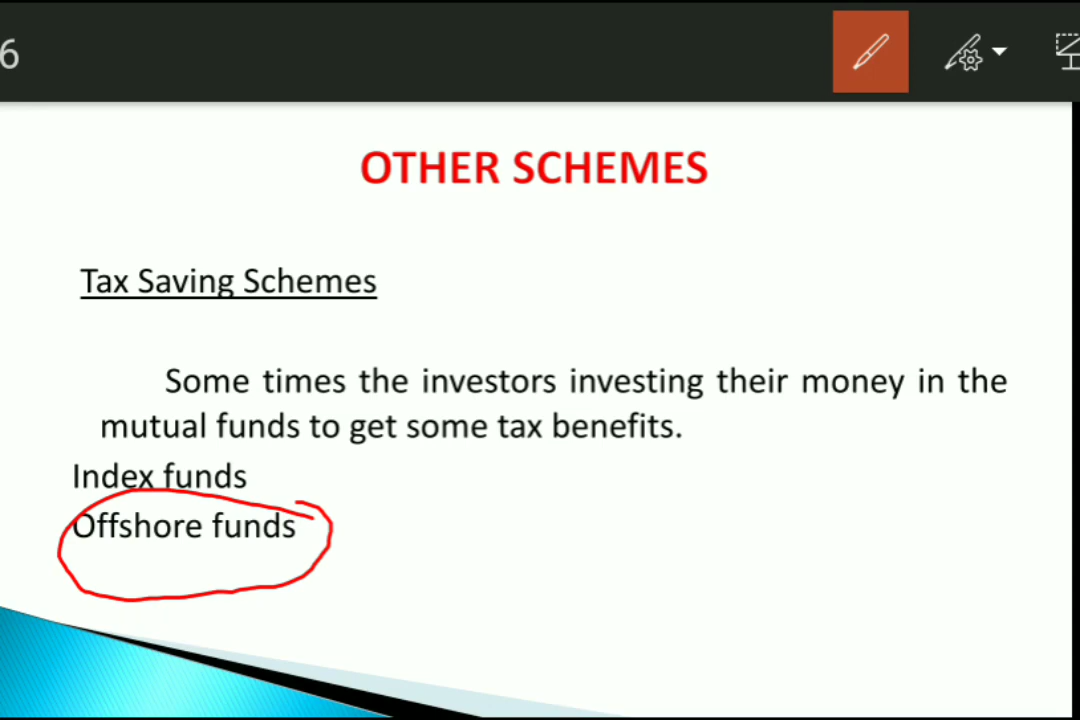 6
OTHER SCHEMES
Tax Saving Schemes
Some times the investors investing their money in the
mutual funds to get some tax benefits.
Index funds
Offshore funds